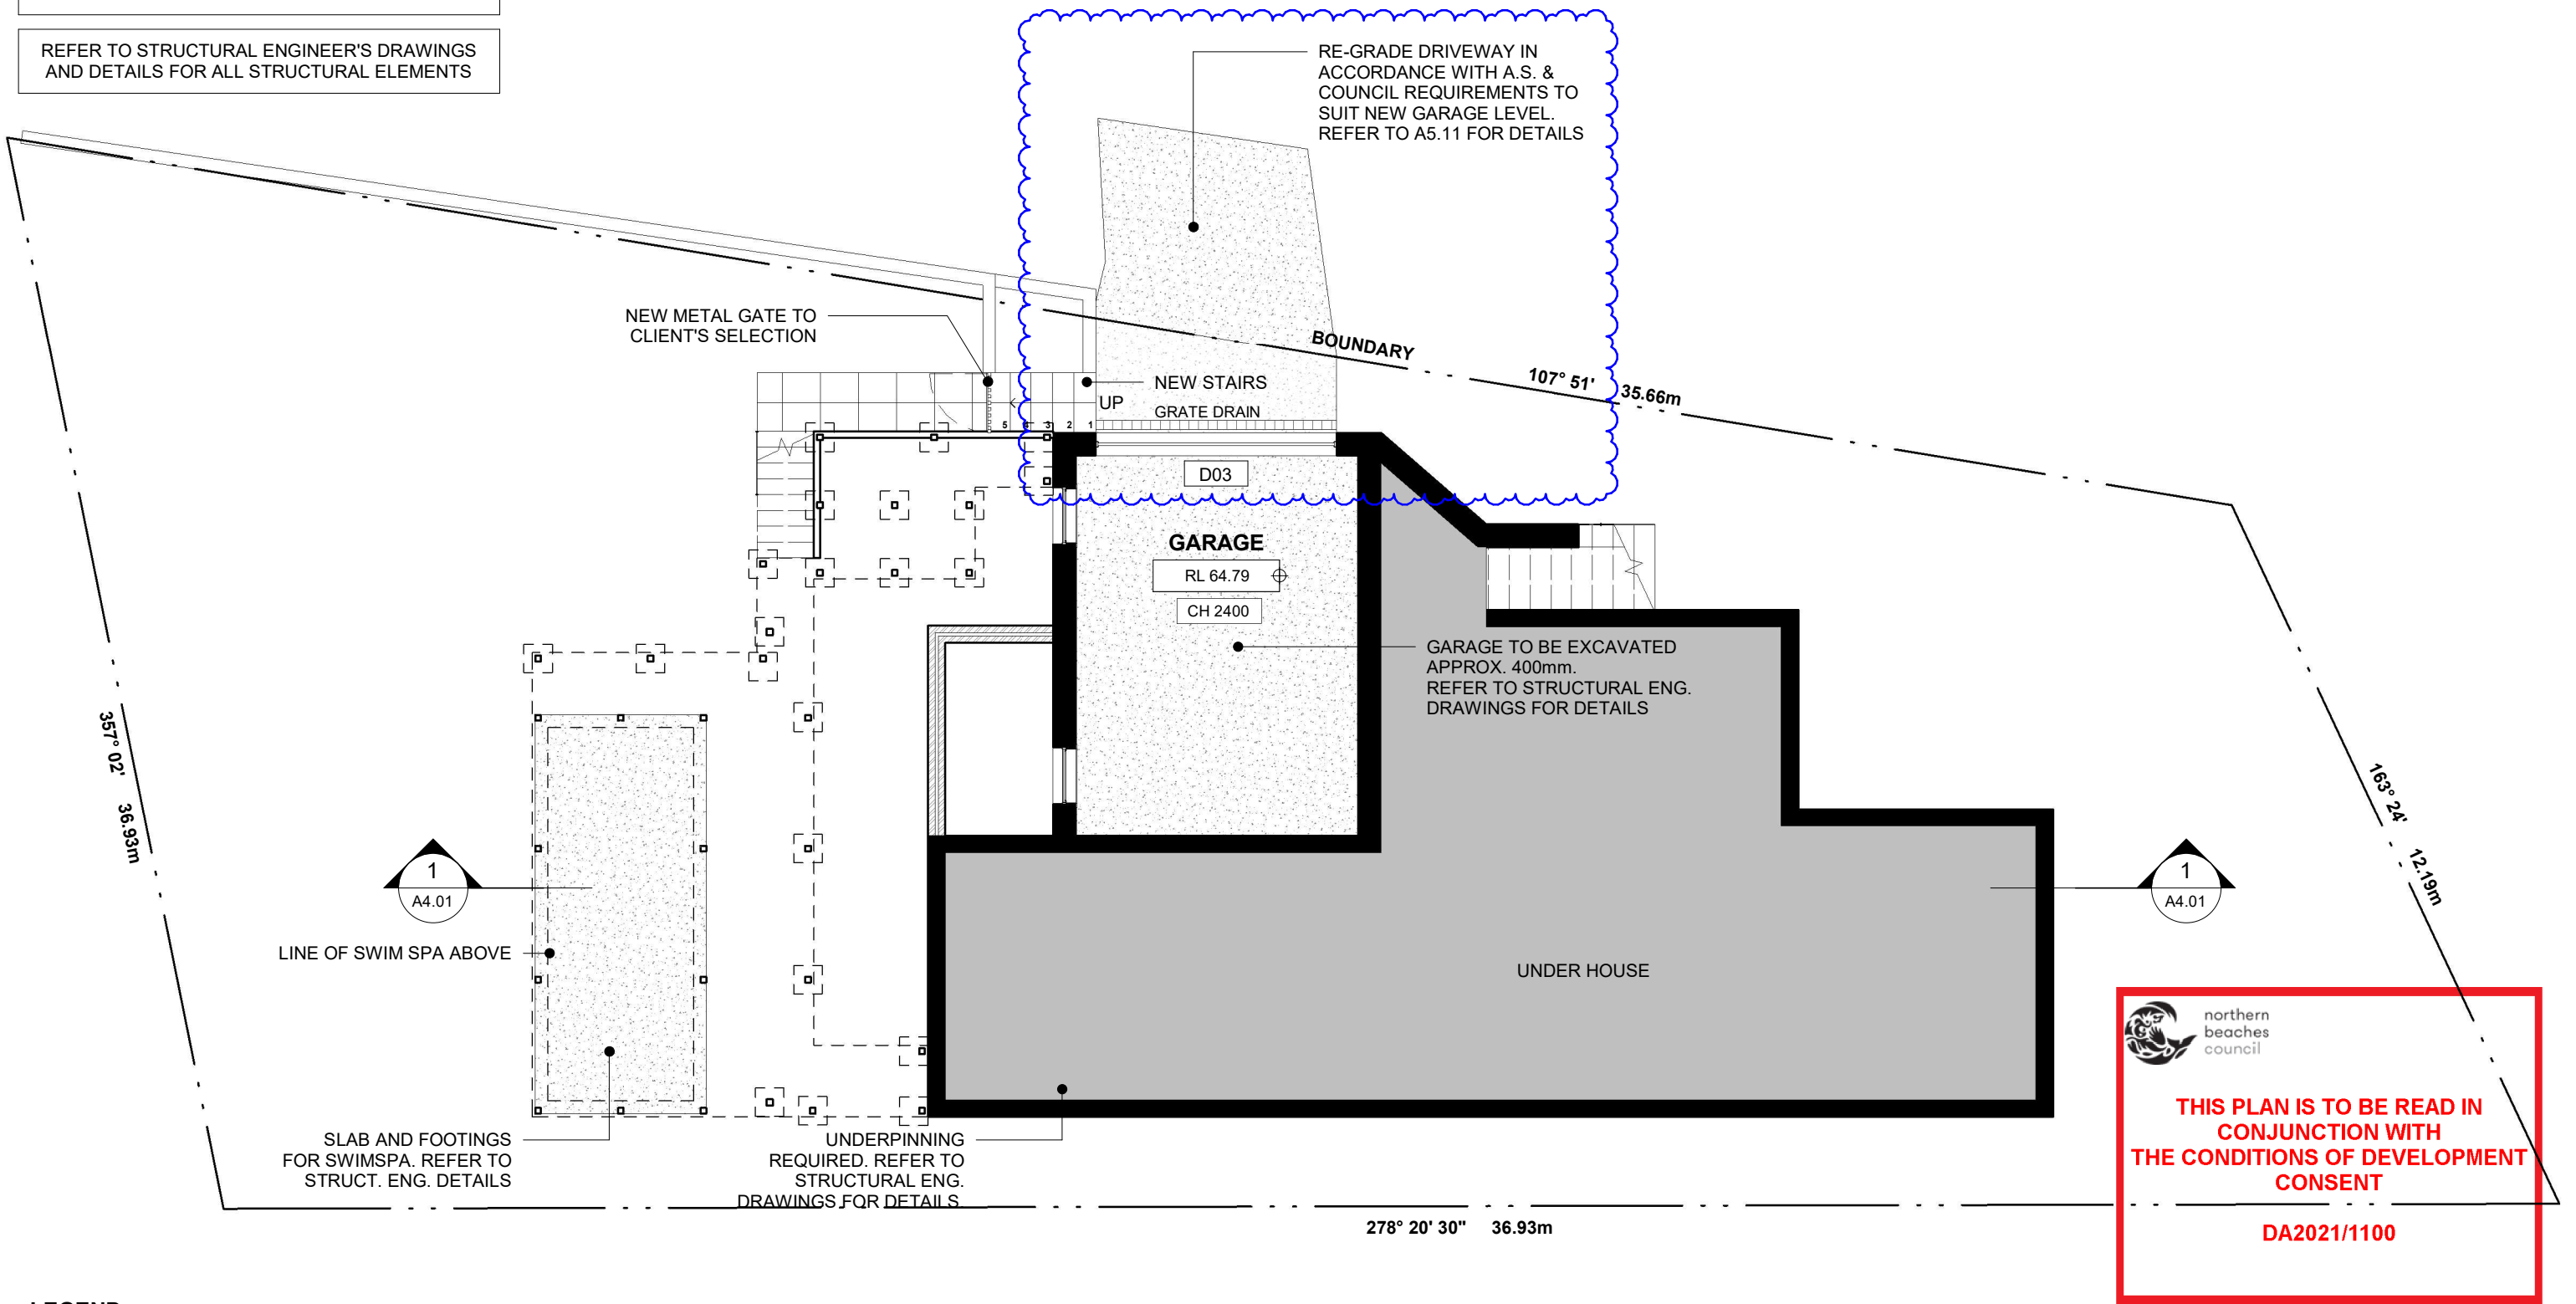 REFER TO STRUCTURAL ENGINEER'S DRAWINGS
AND DETAILS FOR ALL STRUCTURAL ELEMENTS
RE-GRADE DRIVEWAY IN
ACCORDANCE WITH A.S. &
COUNCIL REQUIREMENTS TO
SUIT NEW GARAGE LEVEL.
REFER TO A5.11 FOR DETAILS
NEW METAL GATE TO
CLIENT'S SELECTION
BOUNDARY
107° 51' 35.66m
NEW STAIRS
UP
GRATE DRAIN
5 4 3 2 1
D03
GARAGE
RL 64.79
CH 2400
GARAGE TO BE EXCAVATED
APPROX. 400mm.
REFER TO STRUCTURAL ENG.
DRAWINGS FOR DETAILS
357° 02' 36.93m
163° 24' 12.19m
1
A4.01
1
A4.01
LINE OF SWIM SPA ABOVE
UNDER HOUSE
SLAB AND FOOTINGS
FOR SWIMSPA. REFER TO
STRUCT. ENG. DETAILS
UNDERPINNING
REQUIRED. REFER TO
STRUCTURAL ENG.
DRAWINGS FOR DETAILS.
278° 20' 30" 36.93m
northern
beaches
council
THIS PLAN IS TO BE READ IN
CONJUNCTION WITH
THE CONDITIONS OF DEVELOPMENT
CONSENT
DA2021/1100